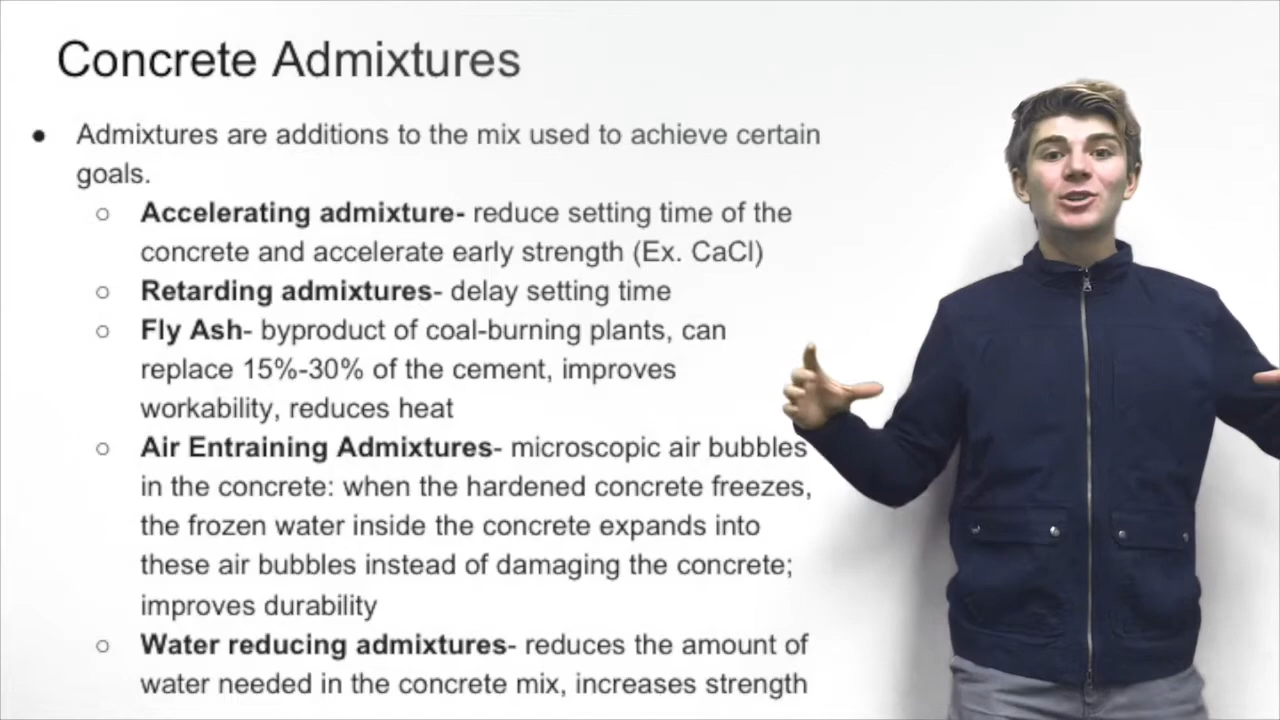 Concrete Admixtures
● Admixtures are additions to the mix used to achieve certain
goals.
○ Accelerating admixture- reduce setting time of the
concrete and accelerate early strength (Ex. CaCl)
○ Retarding admixtures- delay setting time
○ Fly Ash- byproduct of coal-burning plants, can
replace 15%-30% of the cement, improves
workability, reduces heat
○ Air Entraining Admixtures- microscopic air bubbles
in the concrete: when the hardened concrete freezes,
the frozen water inside the concrete expands into
these air bubbles instead of damaging the concrete;
improves durability
○ Water reducing admixtures- reduces the amount of
water needed in the concrete mix, increases strength